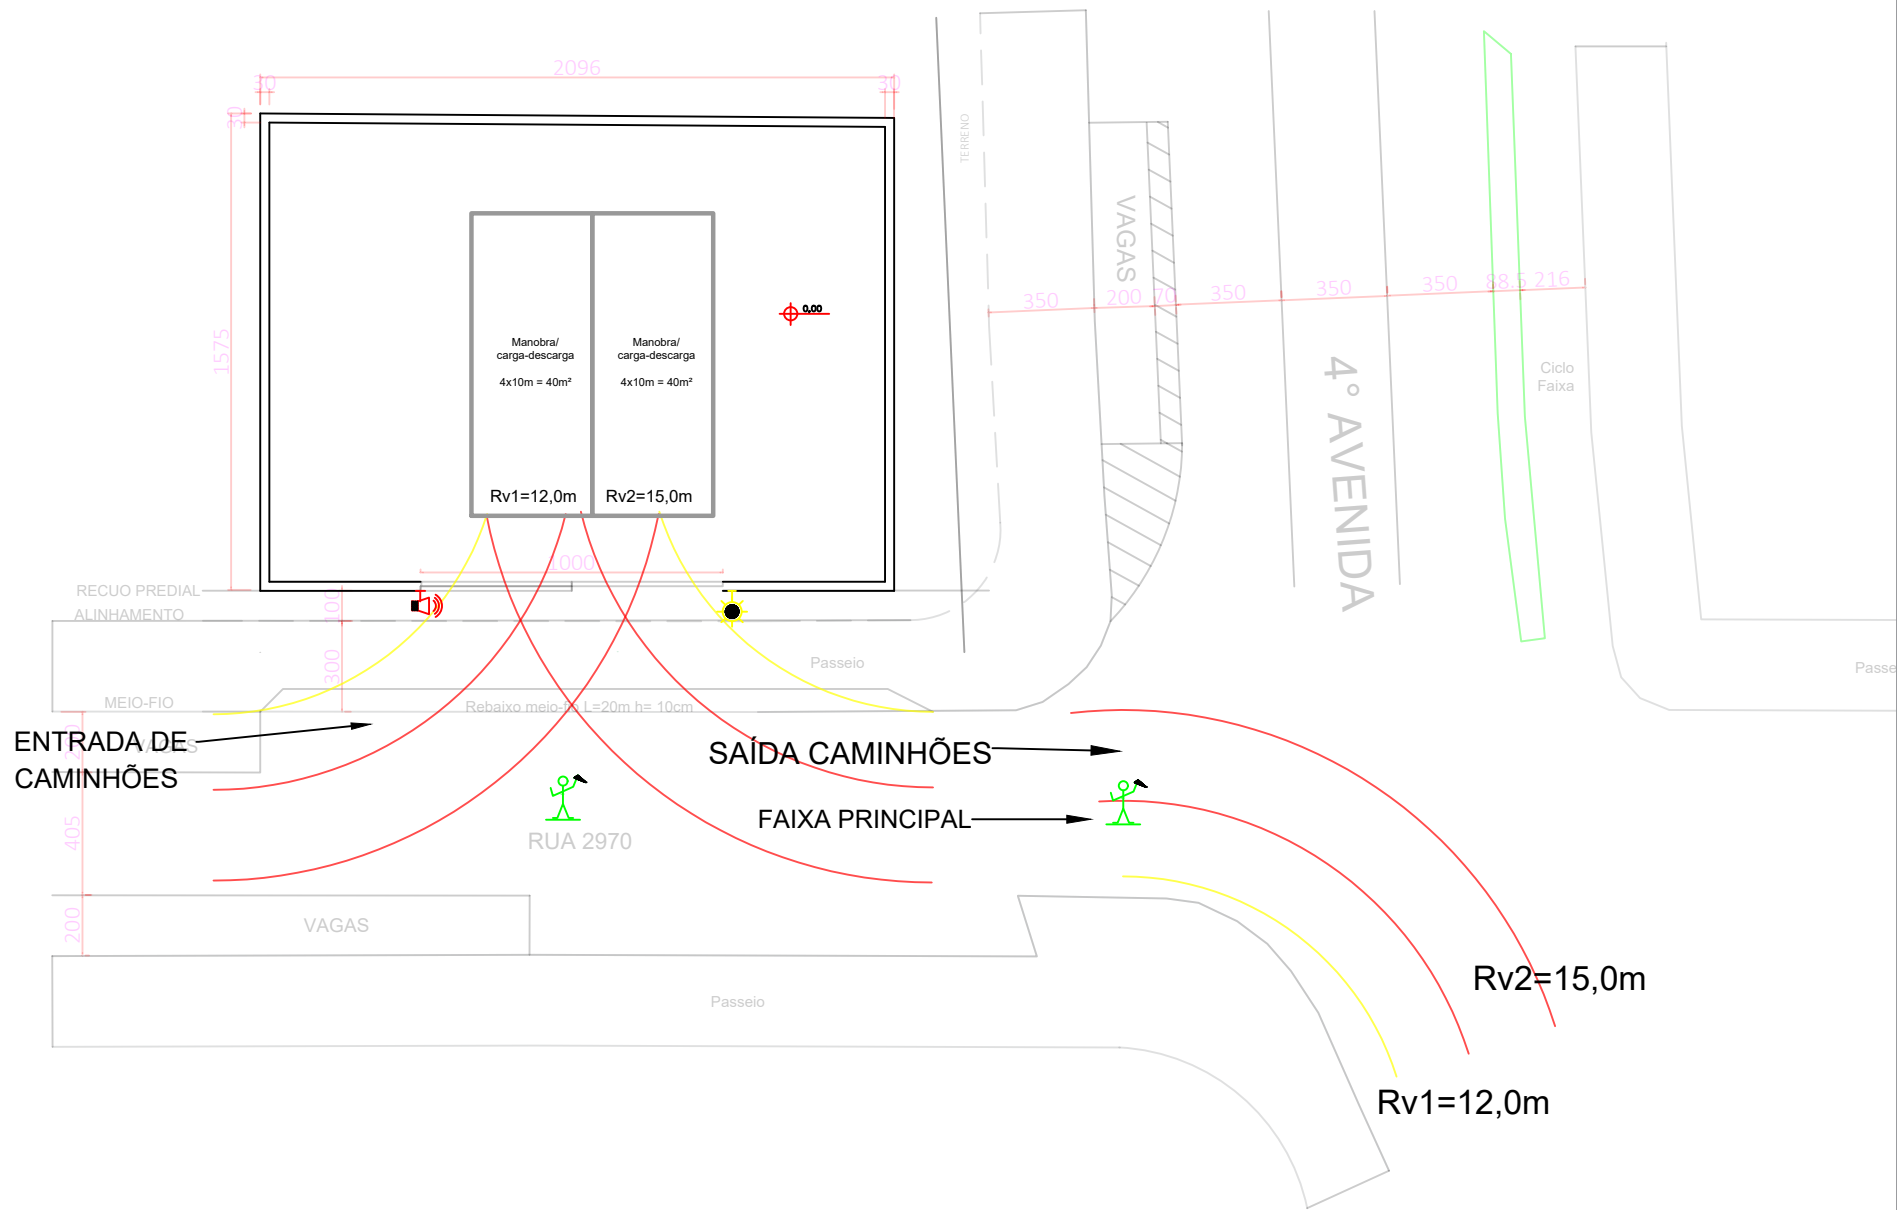 2096
30
30
30
1575
TERRENO
VAGAS
350
200
70
350
350
350
88.5
216
0,00
Manobra/
carga-descarga
4x10m = 40m²
Manobra/
carga-descarga
4x10m = 40m²
Ciclo
Faixa
4° AVENIDA
Rv1=12,0m
Rv2=15,0m
1000
RECUO PREDIAL
ALINHAMENTO
100
300
Passeio
MEIO-FIO
Rebaixo meio-fio L=20m h= 10cm
ENTRADA DE
CAMINHÕES
VAGAS
SAÍDA CAMINHÕES
FAIXA PRINCIPAL
405
RUA 2970
200
VAGAS
Passeio
Passe
Rv2=15,0m
Rv1=12,0m